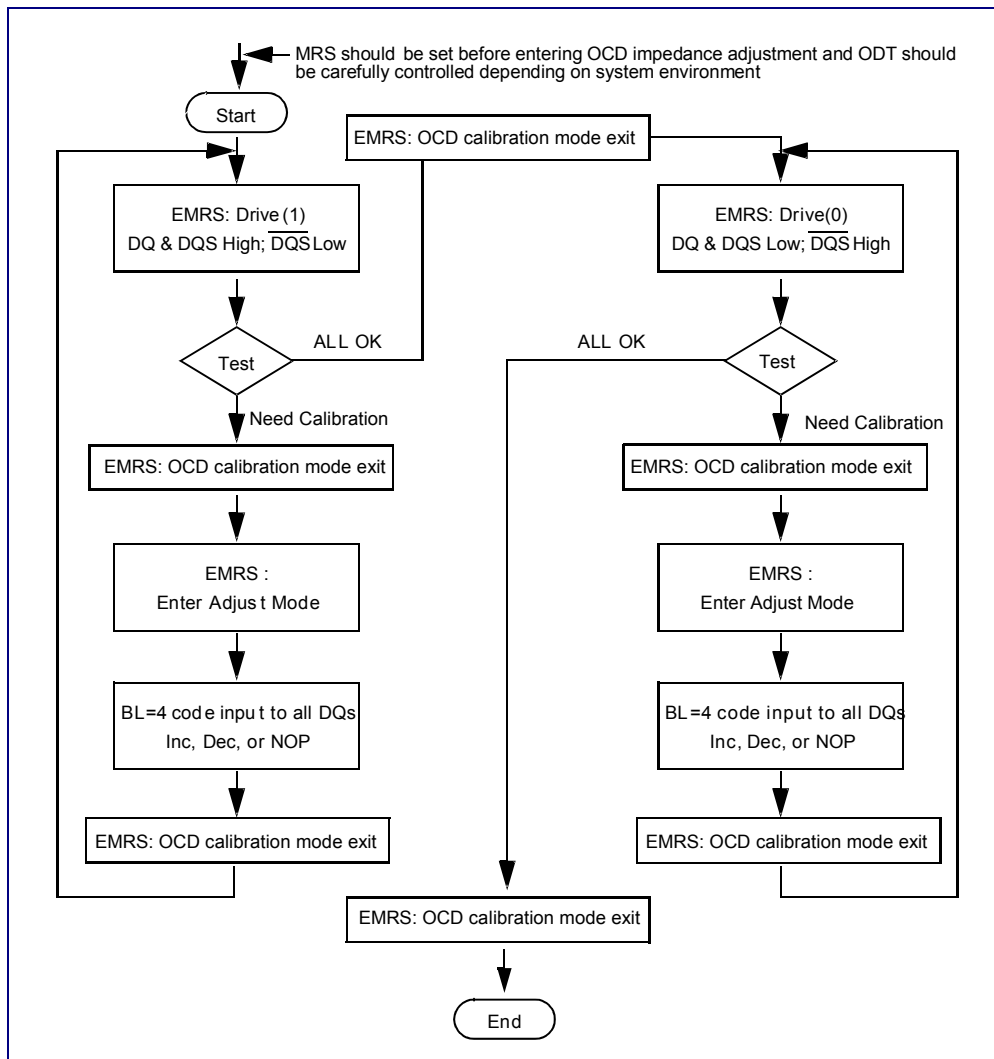 MRS should be set before entering OCD impedance adjustment and ODT should
be carefully controlled depending on system environment
Start
EMRS: OCD calibration mode exit
EMRS: Drive(1)
DQ & DQS High; DQS Low
EMRS: Drive(0)
DQ & DQS Low; DQS High
ALL OK
ALL OK
Test
Test
Need Calibration
Need Calibration
EMRS: OCD calibration mode exit
EMRS: OCD calibration mode exit
EMRS :
Enter Adjust Mode
EMRS :
Enter Adjust Mode
BL=4 code input to all DQs
Inc, Dec, or NOP
BL=4 code input to all DQs
Inc, Dec, or NOP
EMRS: OCD calibration mode exit
EMRS: OCD calibration mode exit
EMRS: OCD calibration mode exit
End